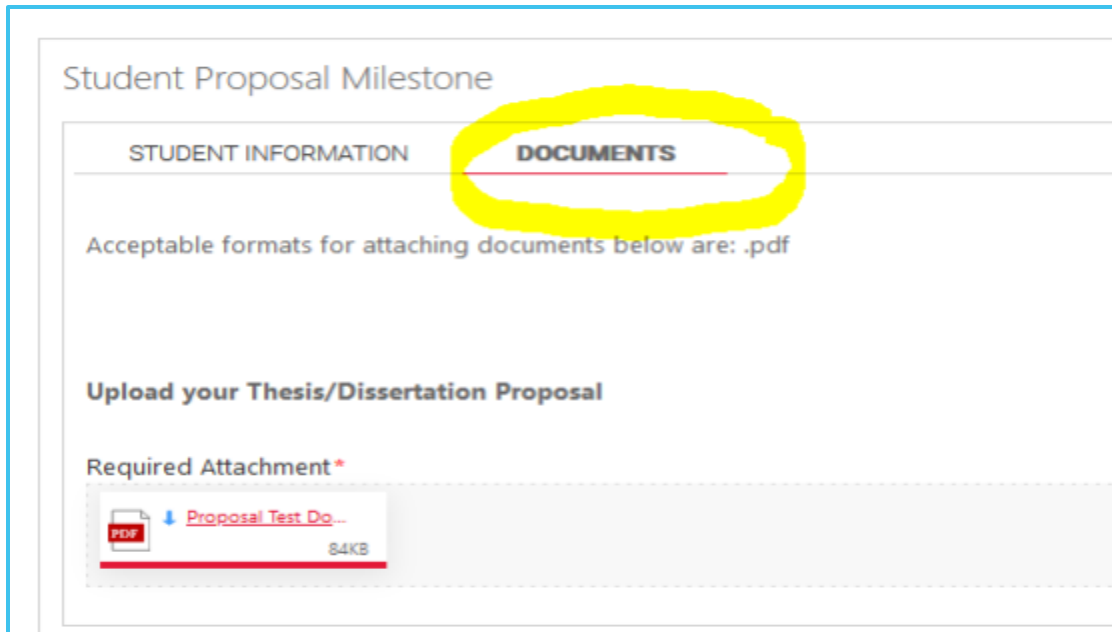 Student Proposal Milestone
STUDENT INFORMATION DOCUMENTS
Acceptable formats for attaching documents below are: .pdf
Upload your Thesis/Dissertation Proposal
Required Attachment*
PDF Proposal Test Do...
84KB